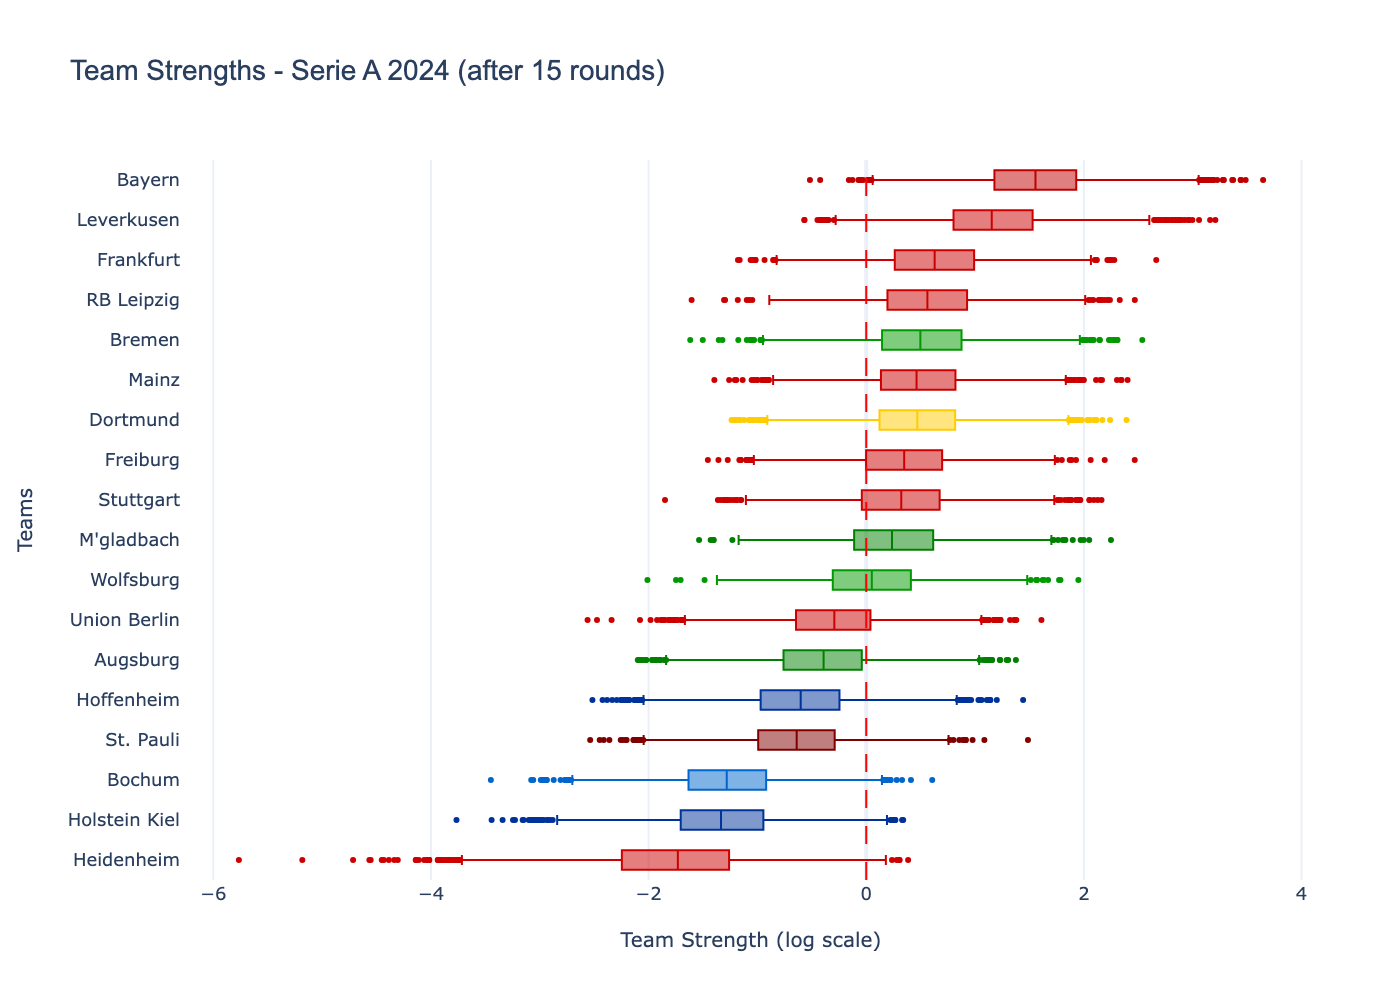 Team Strengths - Serie A 2024 (after 15 rounds)
Bayern
Leverkusen
Frankfurt
RB Leipzig
Bremen
Mainz
Dortmund
Freiburg
Stuttgart
M'gladbach
Wolfsburg
Union Berlin
Augsburg
Hoffenheim
St. Pauli
Bochum
Holstein Kiel
Heidenheim
Teams
−6 −4 −2 0 2 4
Team Strength (log scale)